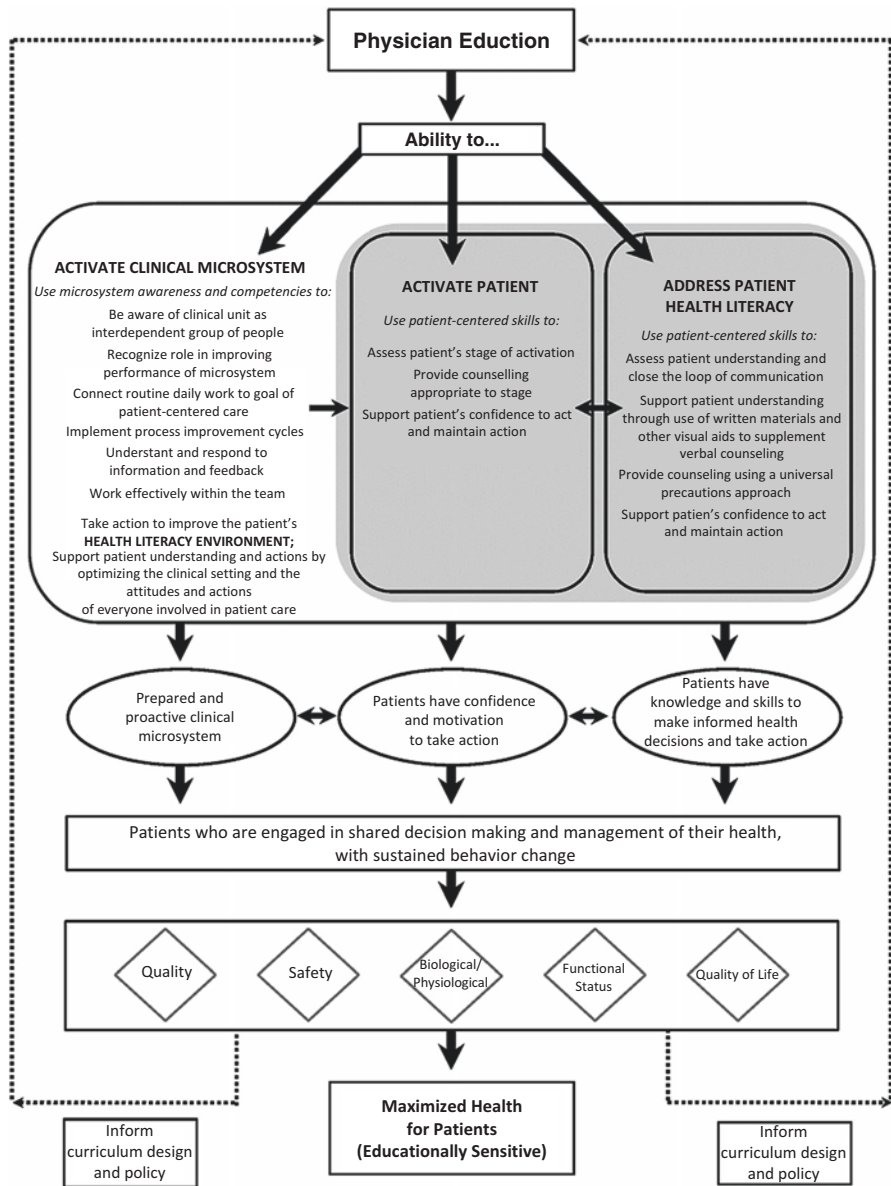 Physician Eduction
Ability to...
ACTIVATE CLINICAL MICROSYSTEM
Use microsystem awareness and competencies to:
Be aware of clinical unit as
interdependent group of people
Recognize role in improving
performance of microsystem
Connect routine daily work to goal of
patient-centered care
Implement process improvement cycles
Understant and respond to
information and feedback
Work effectively within the team
Take action to improve the patient's
HEALTH LITERACY ENVIRONMENT;
Support patient understanding and actions by
optimizing the clinical setting and the
attitudes and actions
of everyone involved in patient care
ACTIVATE PATIENT
Use patient-centered skills to:
Assess patient's stage of activation
Provide counselling
appropriate to stage
Support patient's confidence to act
and maintain action
ADDRESS PATIENT
HEALTH LITERACY
Use patient-centered skills to:
Assess patient understanding and
close the loop of communication
Support patient understanding
through use of written materials and
other visual aids to supplement
verbal counseling
Provide counseling using a universal
precautions approach
Support patien's confidence to act
and maintain action
Prepared and
proactive clinical
microsystem
Patients have confidence
and motivation
to take action
Patients have
knowledge and skills to
make informed health
decisions and take action
Patients who are engaged in shared decision making and management of their health,
with sustained behavior change
Quality
Safety
Biological/
Physiological
Functional
Status
Quality of Life
Inform
curriculum design
and policy
Maximized Health
for Patients
(Educationally Sensitive)
Inform
curriculum design
and policy